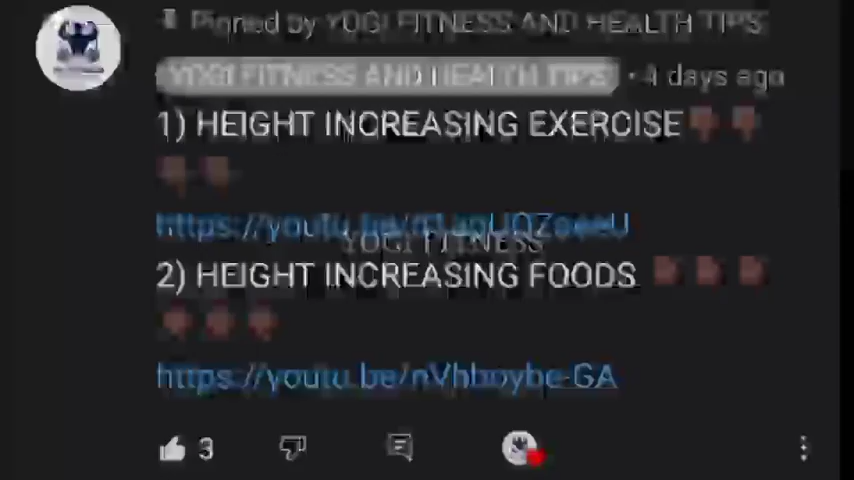 Pinned by YOGI FITNESS AND HEALTH TIPS
YOGI FITNESS AND HEALTH TIPS • 4 days ago
1) HEIGHT INCREASING EXERCISE
YOGI FITNESS
2) HEIGHT INCREASING FOODS
3